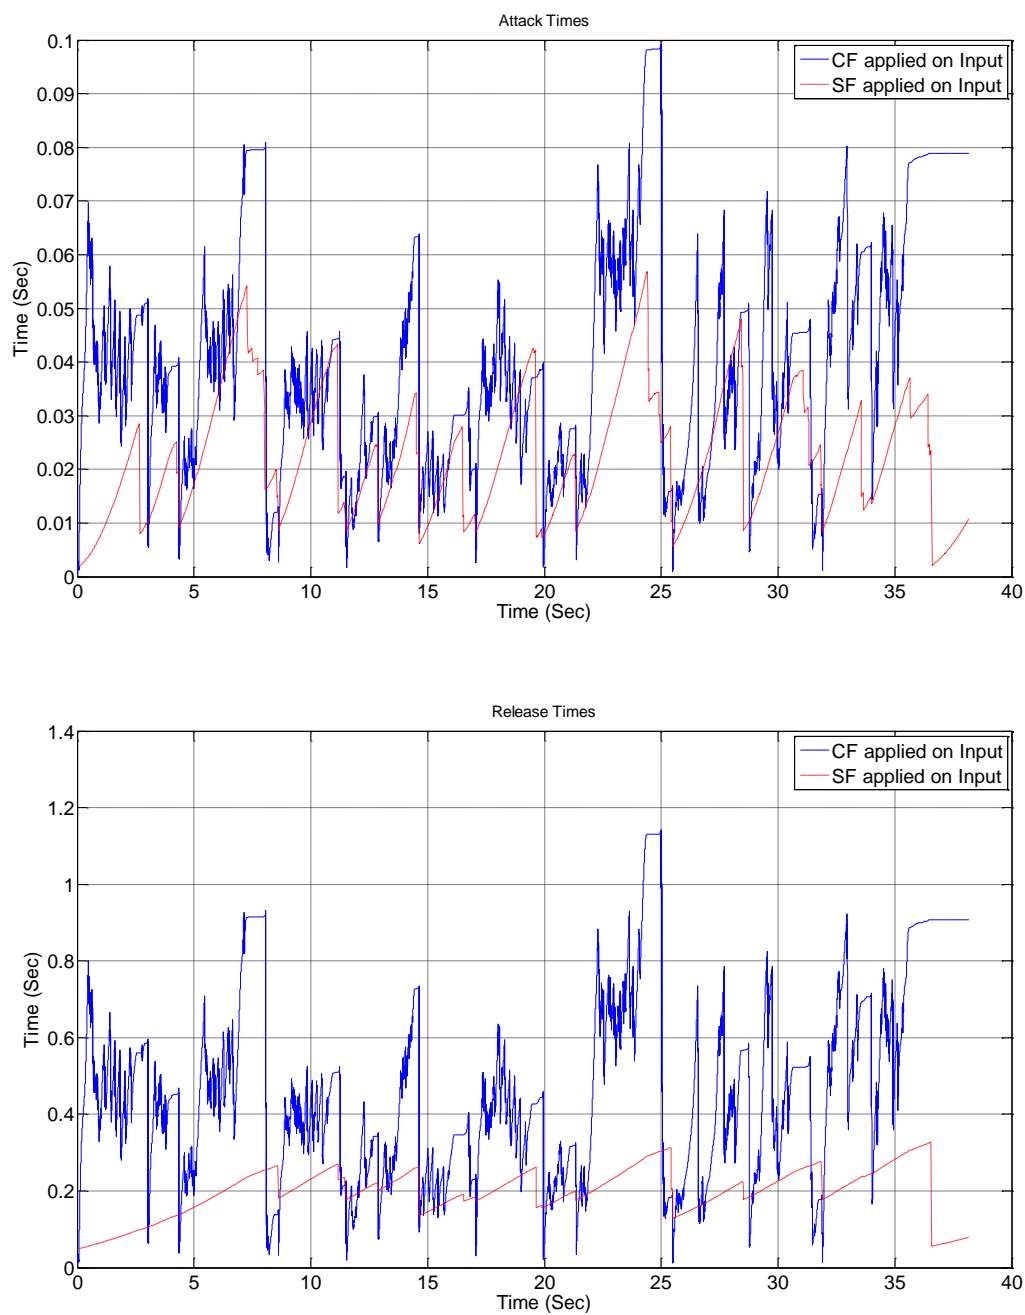 Attack Times
0.1
0.09
0.08
0.07
0.06
0.05
0.04
0.03
0.02
0.01
0
Time (Sec)
CF applied on Input
SF applied on Input
0 5 10 15 20 25 30 35 40
Time (Sec)
Release Times
1.4
1.2
1
0.8
0.6
0.4
0.2
0
Time (Sec)
CF applied on Input
SF applied on Input
0 5 10 15 20 25 30 35 40
Time (Sec)